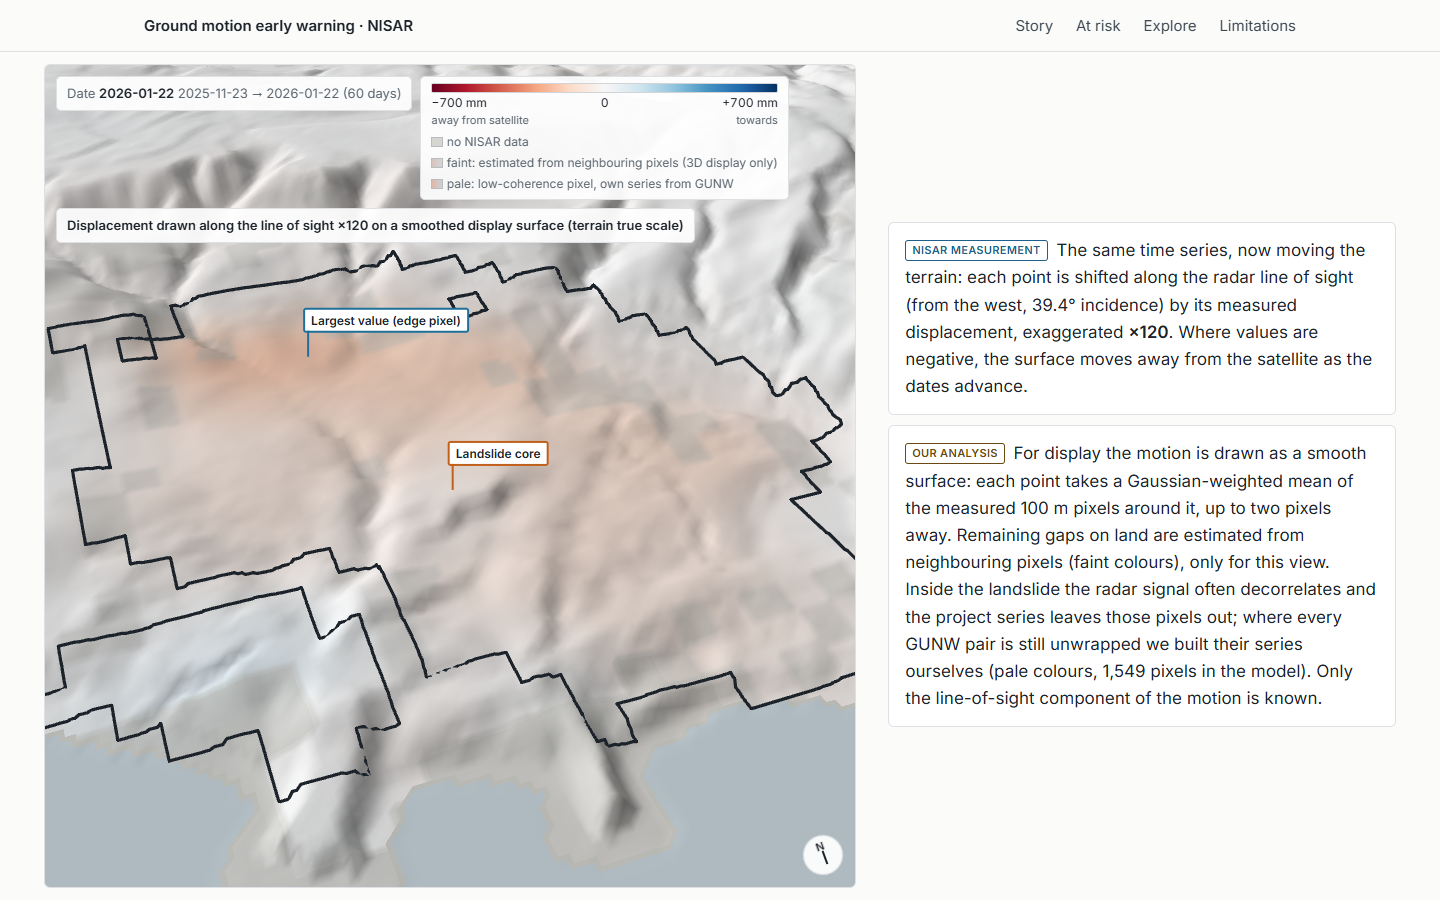 Ground motion early warning · NISAR
Story At risk Explore Limitations
Date 2026-01-22 2025-11-23 → 2026-01-22 (60 days)
−700 mm 0 +700 mm
away from satellite towards
no NISAR data
faint: estimated from neighbouring pixels (3D display only)
pale: low-coherence pixel, own series from GUNW
Displacement drawn along the line of sight ×120 on a smoothed display surface (terrain true scale)
Largest value (edge pixel)
Landslide core
N
NISAR MEASUREMENT The same time series, now moving the
terrain: each point is shifted along the radar line of sight
(from the west, 39.4° incidence) by its measured
displacement, exaggerated ×120. Where values are
negative, the surface moves away from the satellite as the
dates advance.
OUR ANALYSIS For display the motion is drawn as a smooth
surface: each point takes a Gaussian-weighted mean of
the measured 100 m pixels around it, up to two pixels
away. Remaining gaps on land are estimated from
neighbouring pixels (faint colours), only for this view.
Inside the landslide the radar signal often decorrelates and
the project series leaves those pixels out; where every
GUNW pair is still unwrapped we built their series
ourselves (pale colours, 1,549 pixels in the model). Only
the line-of-sight component of the motion is known.